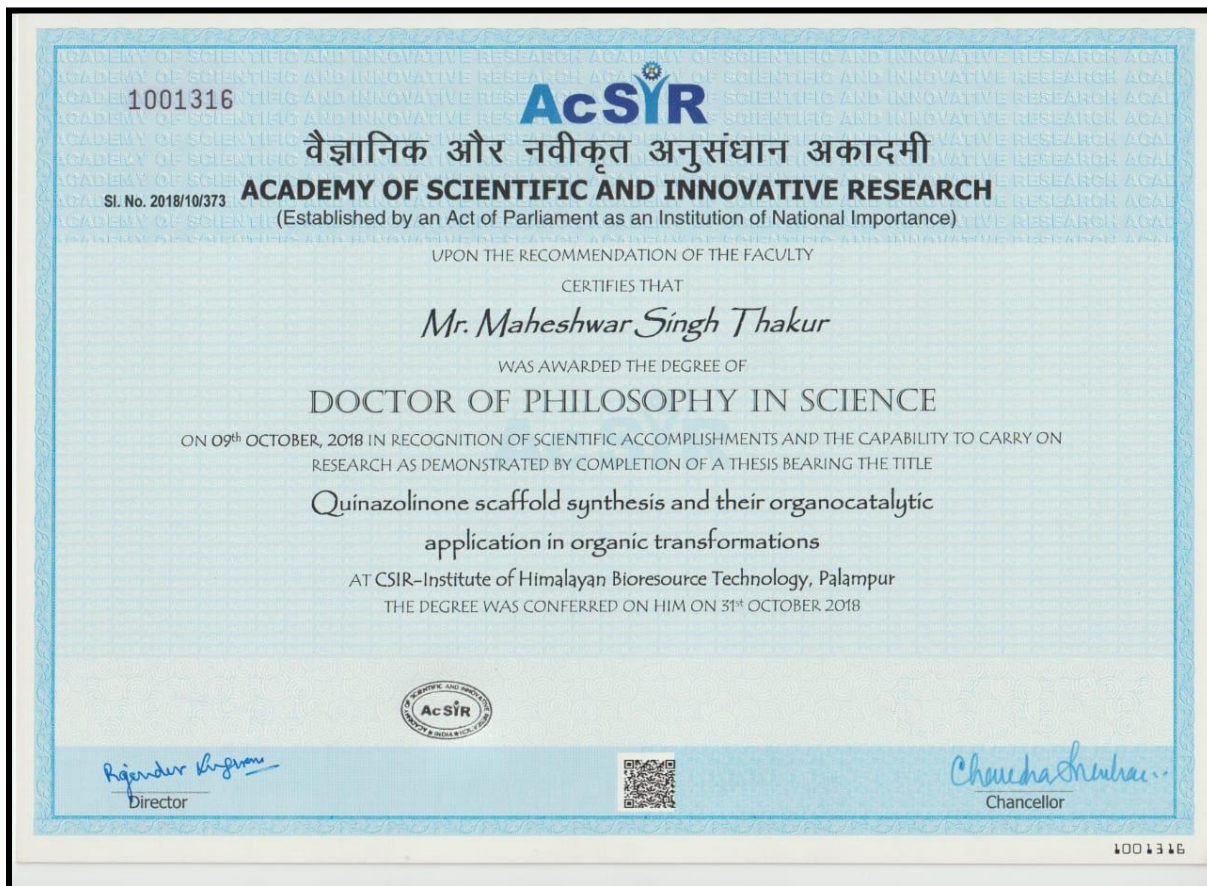 1001316
AcSIR
वैज्ञानिक और नवीकृत अनुसंधान अकादमी
Sl. No. 2018/10/373
ACADEMY OF SCIENTIFIC AND INNOVATIVE RESEARCH
(Established by an Act of Parliament as an Institution of National Importance)
UPON THE RECOMMENDATION OF THE FACULTY
CERTIFIES THAT
Mr. Maheshwar Singh Thakur
WAS AWARDED THE DEGREE OF
DOCTOR OF PHILOSOPHY IN SCIENCE
ON 09th OCTOBER, 2018 IN RECOGNITION OF SCIENTIFIC ACCOMPLISHMENTS AND THE CAPABILITY TO CARRY ON
RESEARCH AS DEMONSTRATED BY COMPLETION OF A THESIS BEARING THE TITLE
Quinazolinone scaffold synthesis and their organocatalytic
application in organic transformations
AT CSIR-Institute of Himalayan Bioresource Technology, Palampur
THE DEGREE WAS CONFERRED ON HIM ON 31st OCTOBER 2018
AcSIR
Director
Chancellor
1001316